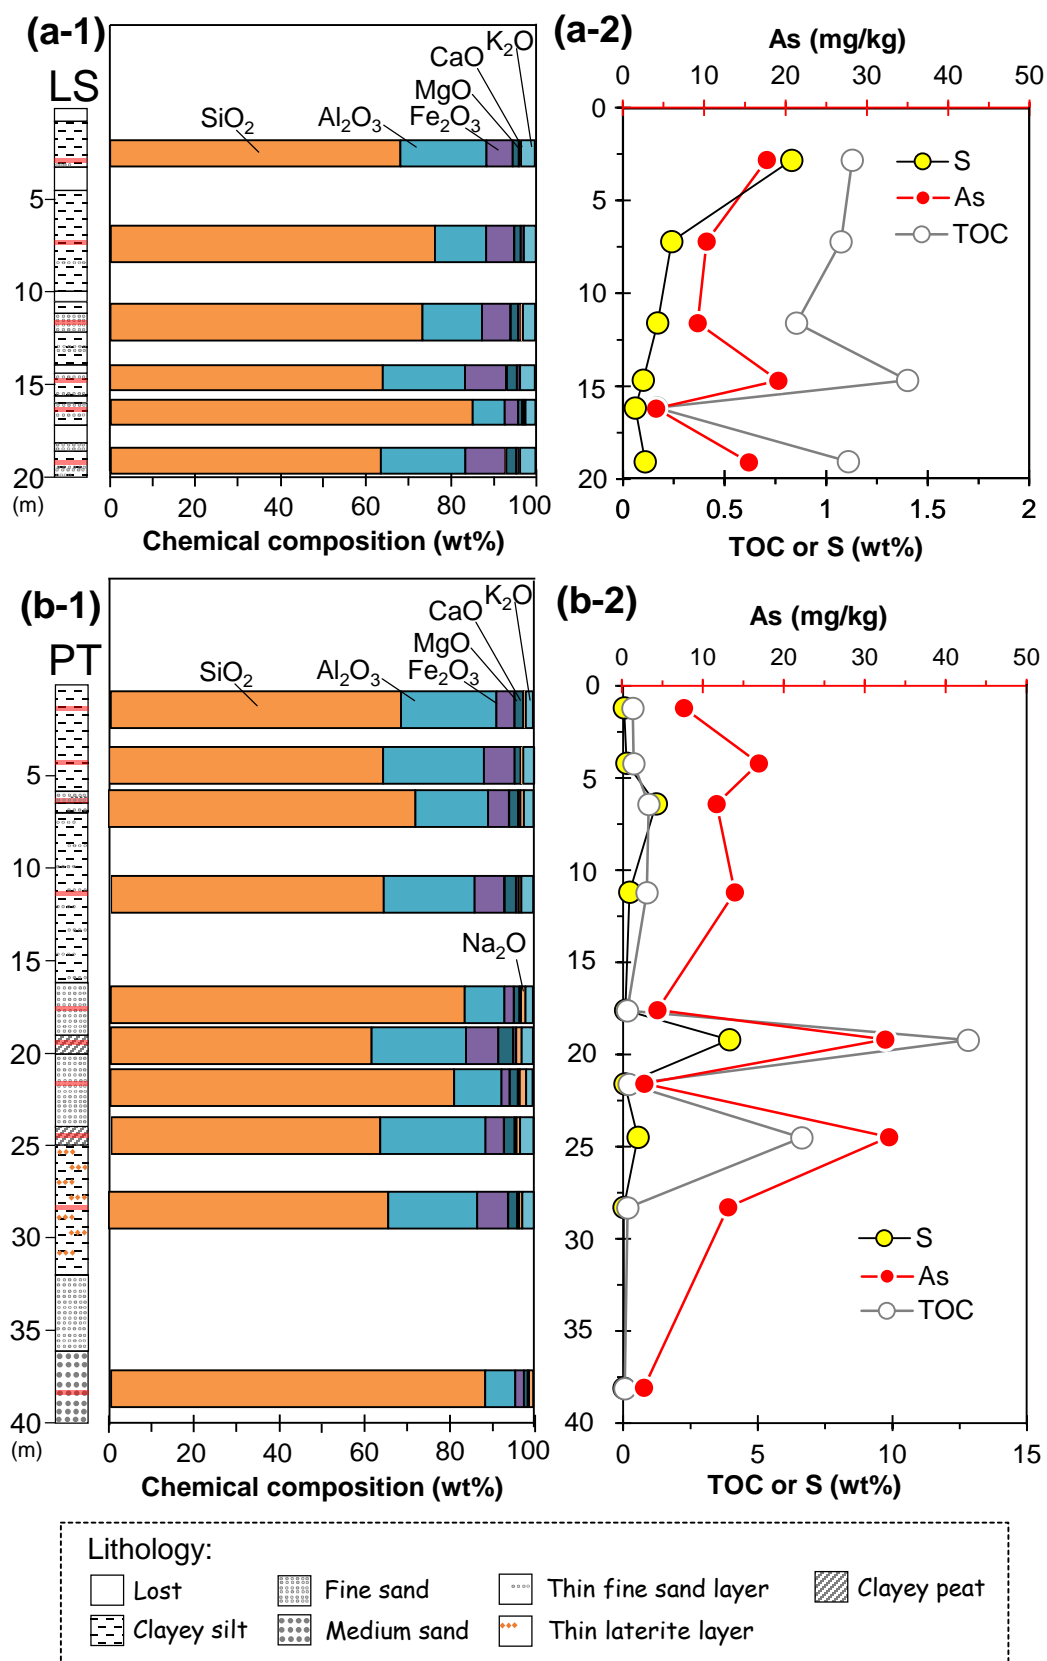 (a-1)
LS
SiO2
Al2O3
Fe2O3
MgO
CaO
K2O
5
10
15
20
(m)
0 20 40 60 80 100
Chemical composition (wt%)
(a-2)
As (mg/kg)
0 10 20 30 40 50
0
5
10
15
20
S
As
TOC
0 0.5 1 1.5 2
TOC or S (wt%)
(b-1)
PT
SiO2
Al2O3
Fe2O3
MgO
CaO
K2O
Na2O
5
10
15
20
25
30
35
40
(m)
0 20 40 60 80 100
Chemical composition (wt%)
(b-2)
As (mg/kg)
0 10 20 30 40 50
0
5
10
15
20
25
30
35
40
S
As
TOC
0 5 10 15
TOC or S (wt%)
Lithology:
Lost Fine sand Thin fine sand layer Clayey peat
Clayey silt Medium sand Thin laterite layer